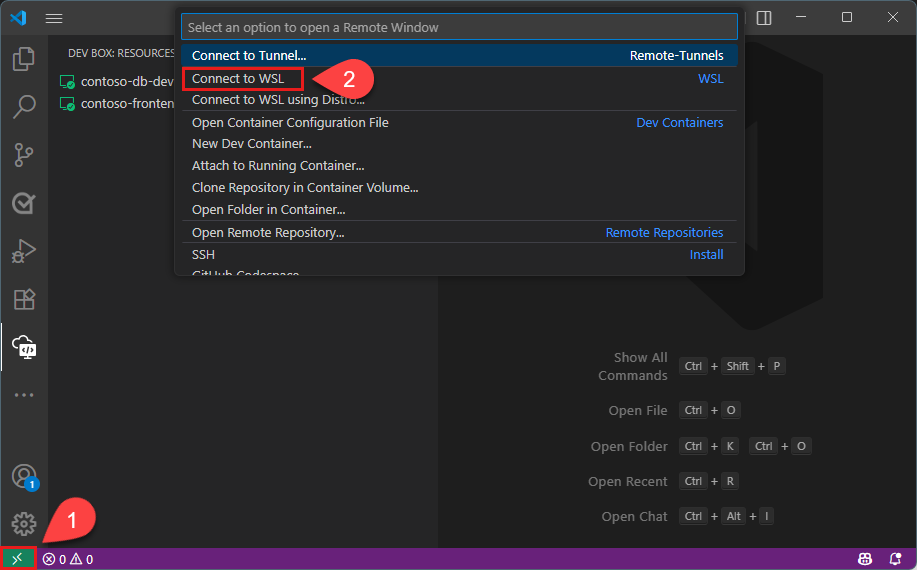 Select an option to open a Remote Window
DEV BOX: RESOURCES
contoso-db-dev
contoso-fronten
Connect to Tunnel... Remote-Tunnels
Connect to WSL WSL
2
Connect to WSL using Distro...
Open Container Configuration File Dev Containers
New Dev Container...
Attach to Running Container...
Clone Repository in Container Volume...
Open Folder in Container...
Open Remote Repository... Remote Repositories
SSH Install
GitHub Codespace
Show All
Commands Ctrl + Shift + P
Open File Ctrl + O
Open Folder Ctrl + K Ctrl + O
Open Recent Ctrl + R
Open Chat Ctrl + Alt + I
1
1
0 0